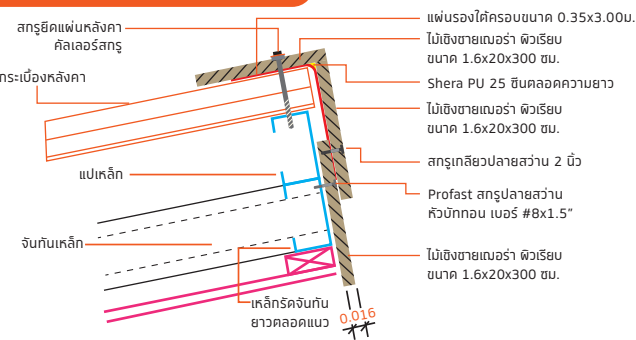 สกรูยึดแผ่นหลังคา
คัลเลอร์สกรู
กระเบื้องหลังคา
แปเหล็ก
จันทันเหล็ก
เหล็กรัดจันทัน
ยาวตลอดแนว
0.016
แผ่นรองใต้ครอบขนาด 0.35x3.00ม.
ไม้เชิงชายเฌอร่า ผิวเรียบ
ขนาด 1.6x20x300 ซม.
Shera PU 25 ซีนตลอดความยาว
ไม้เชิงชายเฌอร่า ผิวเรียบ
ขนาด 1.6x20x300 ซม.
สกรูเกลียวปลายสว่าน 2 นิ้ว
Profast สกรูปลายสว่าน
หัวบักทอน เบอร์ #8x1.5"
ไม้เชิงชายเฌอร่า ผิวเรียบ
ขนาด 1.6x20x300 ซม.